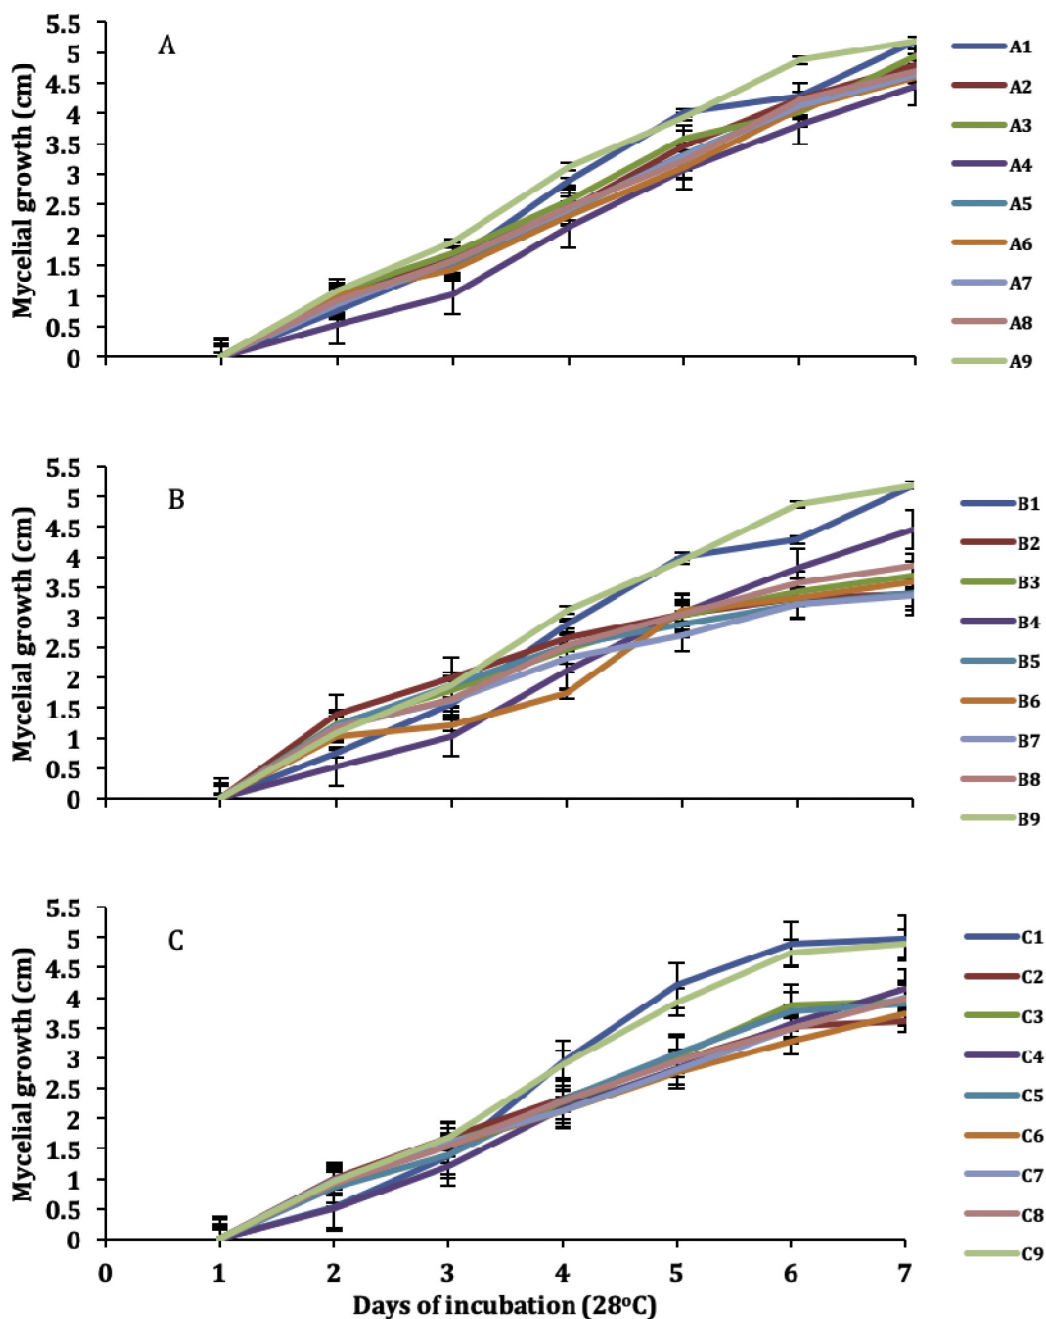 5.5
5
4.5
4
3.5
3
2.5
2
1.5
1
0.5
0
Mycelial growth (cm)
A
A1
A2
A3
A4
A5
A6
A7
A8
A9
5.5
5
4.5
4
3.5
3
2.5
2
1.5
1
0.5
0
Mycelial growth (cm)
B
B1
B2
B3
B4
B5
B6
B7
B8
B9
5.5
5
4.5
4
3.5
3
2.5
2
1.5
1
0.5
0
Mycelial growth (cm)
C
C1
C2
C3
C4
C5
C6
C7
C8
C9
0 1 2 3 4 5 6 7
Days of incubation (28ºC)